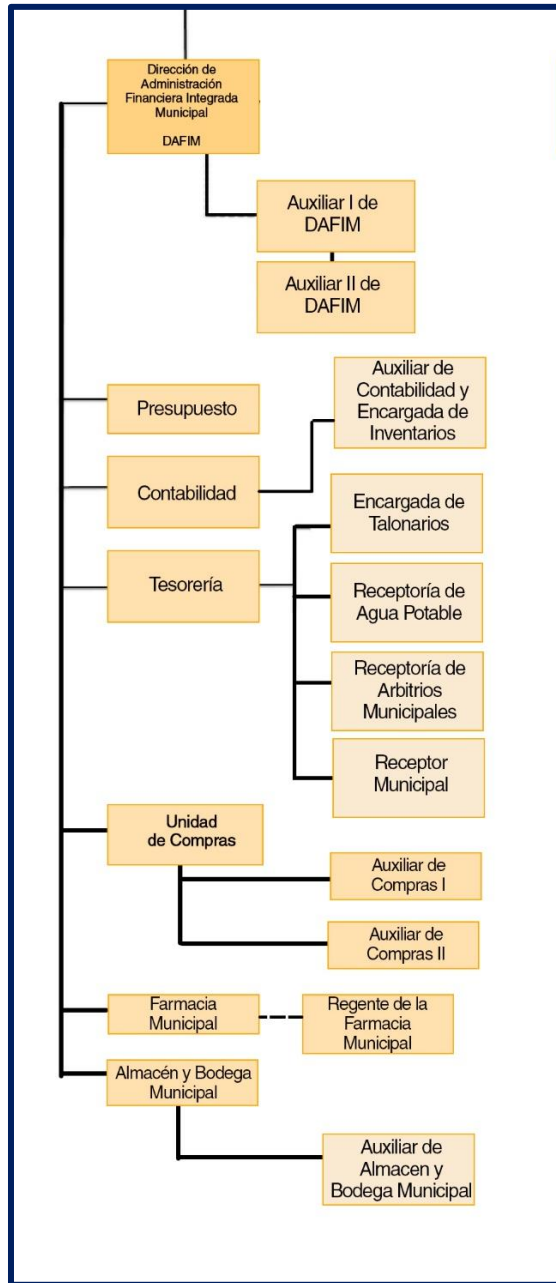 Dirección de
Administración
Financiera Integrada
Municipal
DAFIM
Auxiliar I de
DAFIM
Auxiliar II de
DAFIM
Presupuesto
Auxiliar de
Contabilidad y
Encargada de
Inventarios
Contabilidad
Encargada de
Talonarios
Tesorería
Receptoría de
Agua Potable
Receptoría de
Arbitrios
Municipales
Receptor
Municipal
Unidad
de Compras
Auxiliar de
Compras I
Auxiliar de
Compras II
Farmacia
Municipal
Regente de la
Farmacia
Municipal
Almacén y Bodega
Municipal
Auxiliar de
Almacen y
Bodega Municipal